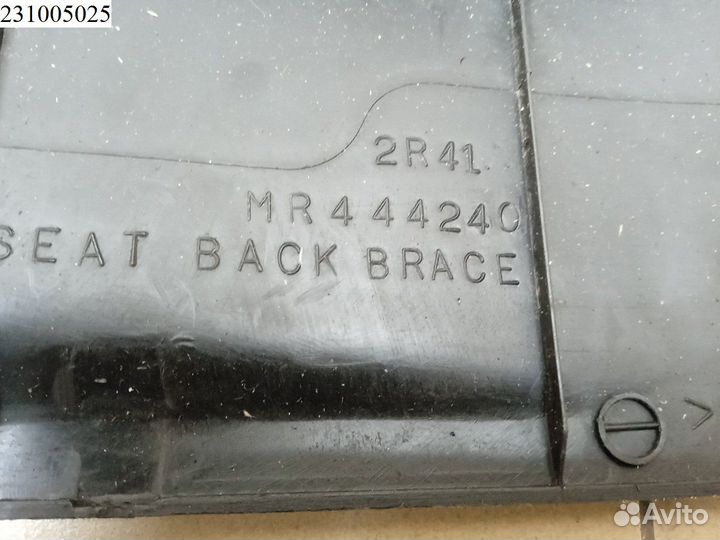 231005025
2R41
MR444240
SEAT BACK BRACE
>
Avito